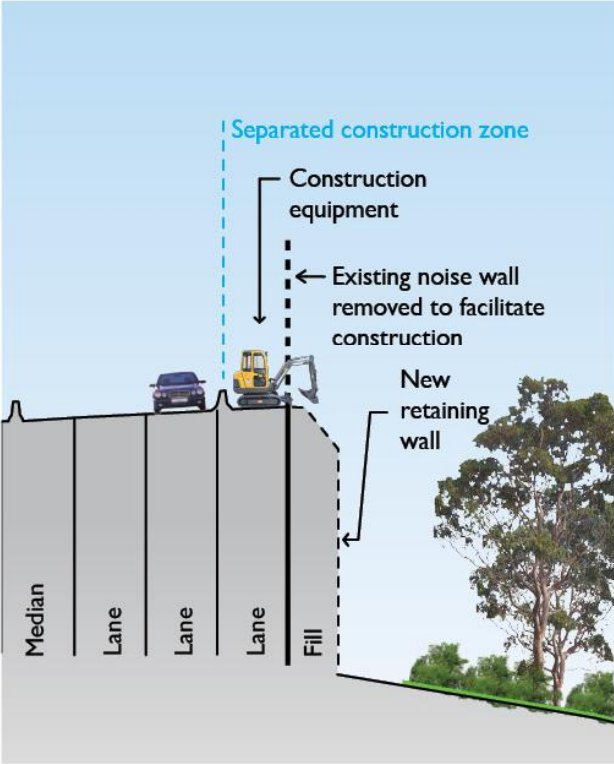 Separated construction zone
Construction
equipment
Existing noise wall
removed to facilitate
construction
New
retaining
wall
Median
Lane
Lane
Lane
Fill